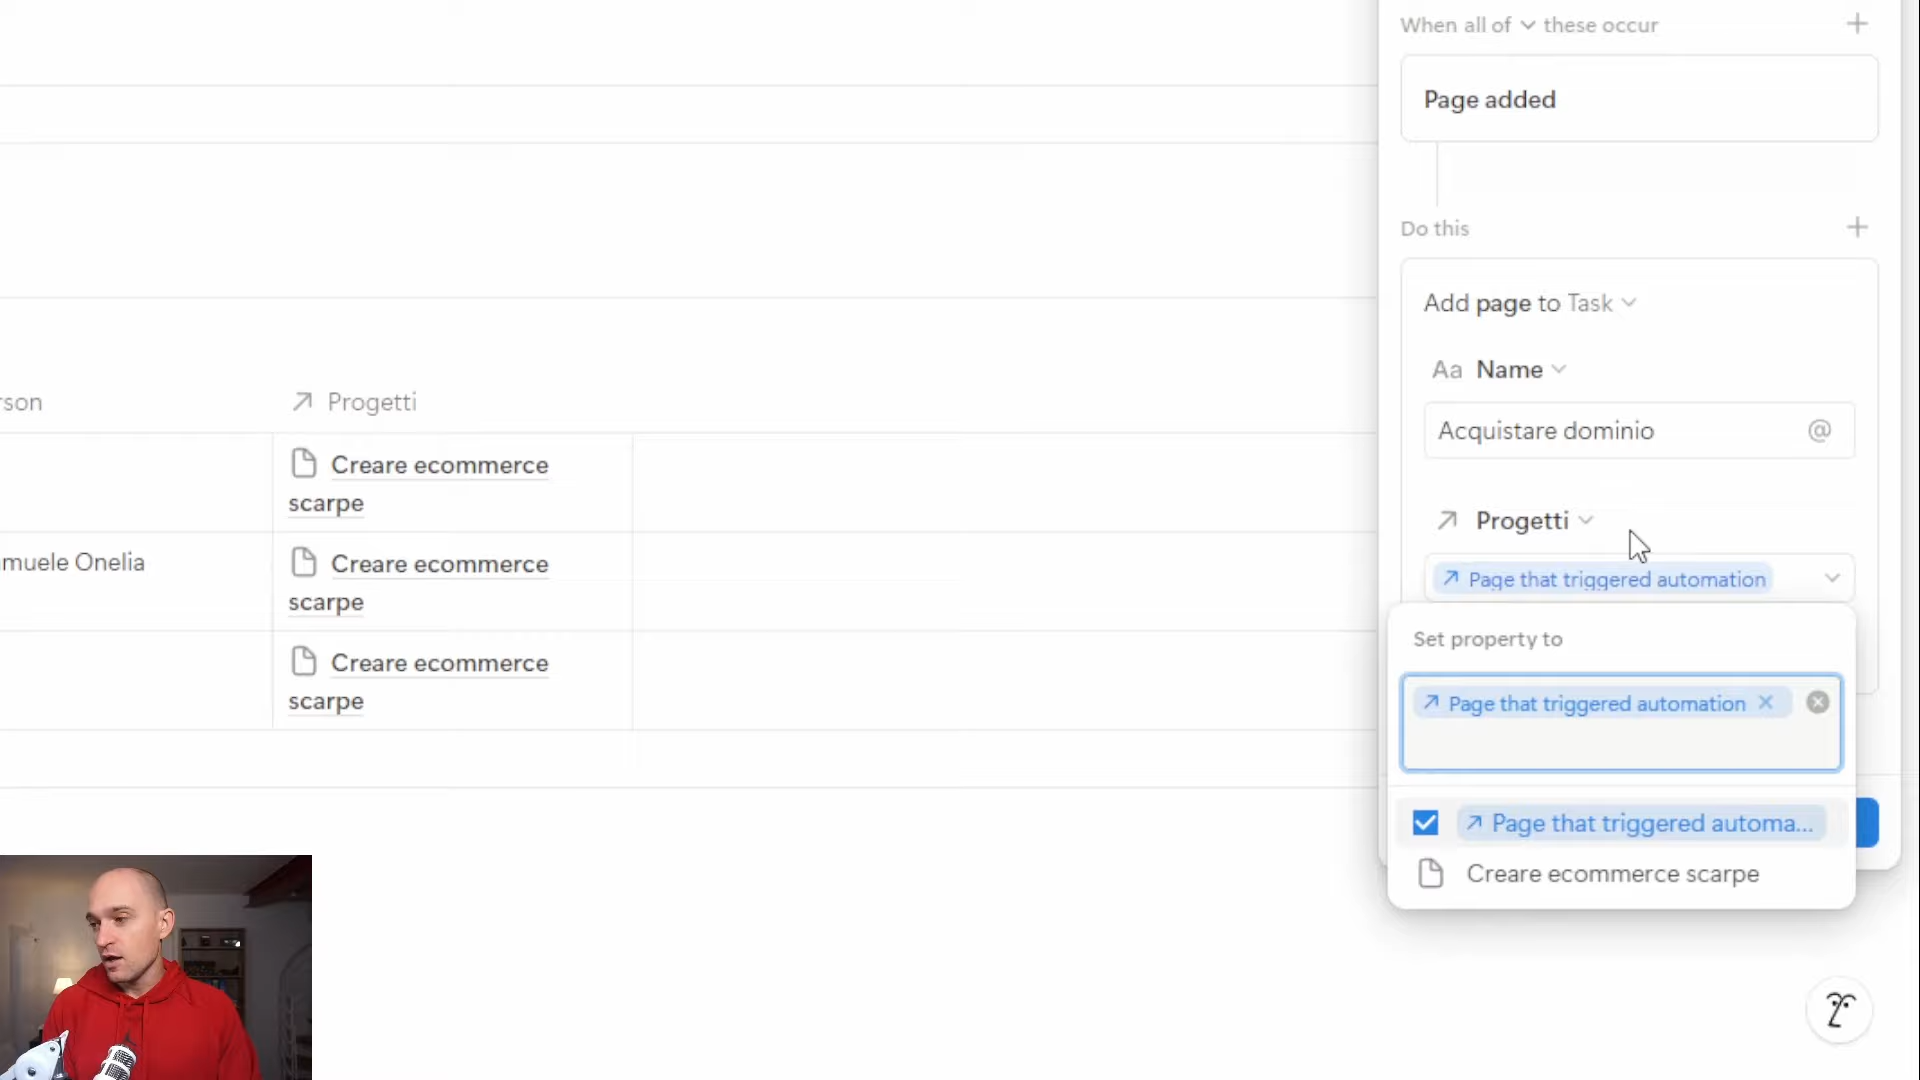 When all of these occur
Page added
Do this
Add page to Task
Aa Name
Acquistare dominio @
Progetti
Page that triggered automation
Set property to
Page that triggered automation
Page that triggered automa...
Creare ecommerce scarpe
rson
Progetti
Creare ecommerce
scarpe
muele Onelia
Creare ecommerce
scarpe
Creare ecommerce
scarpe